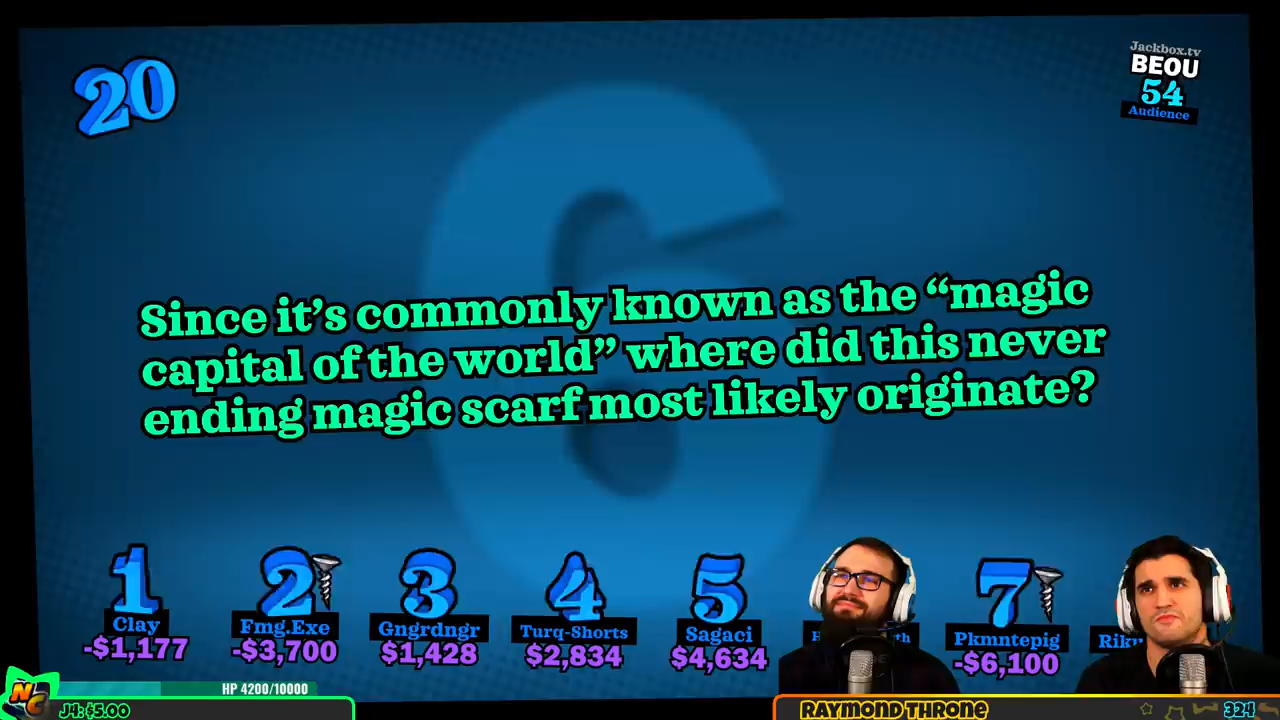 20
Jackbox.tv
BEOU
54
Audience
Since it's commonly known as the “magic
capital of the world” where did this never
ending magic scarf most likely originate?
1
2
3
4
5
7
Clay
Fmg.Exe
Gngrdngr
Turq-Shorts
Sagaci
Pkmntepig
-$1,177
-$3,700
$1,428
$2,834
$4,634
-$6,100
HP 4200/10000
NC
J4: $5.00
RAYMOND THRONE
324